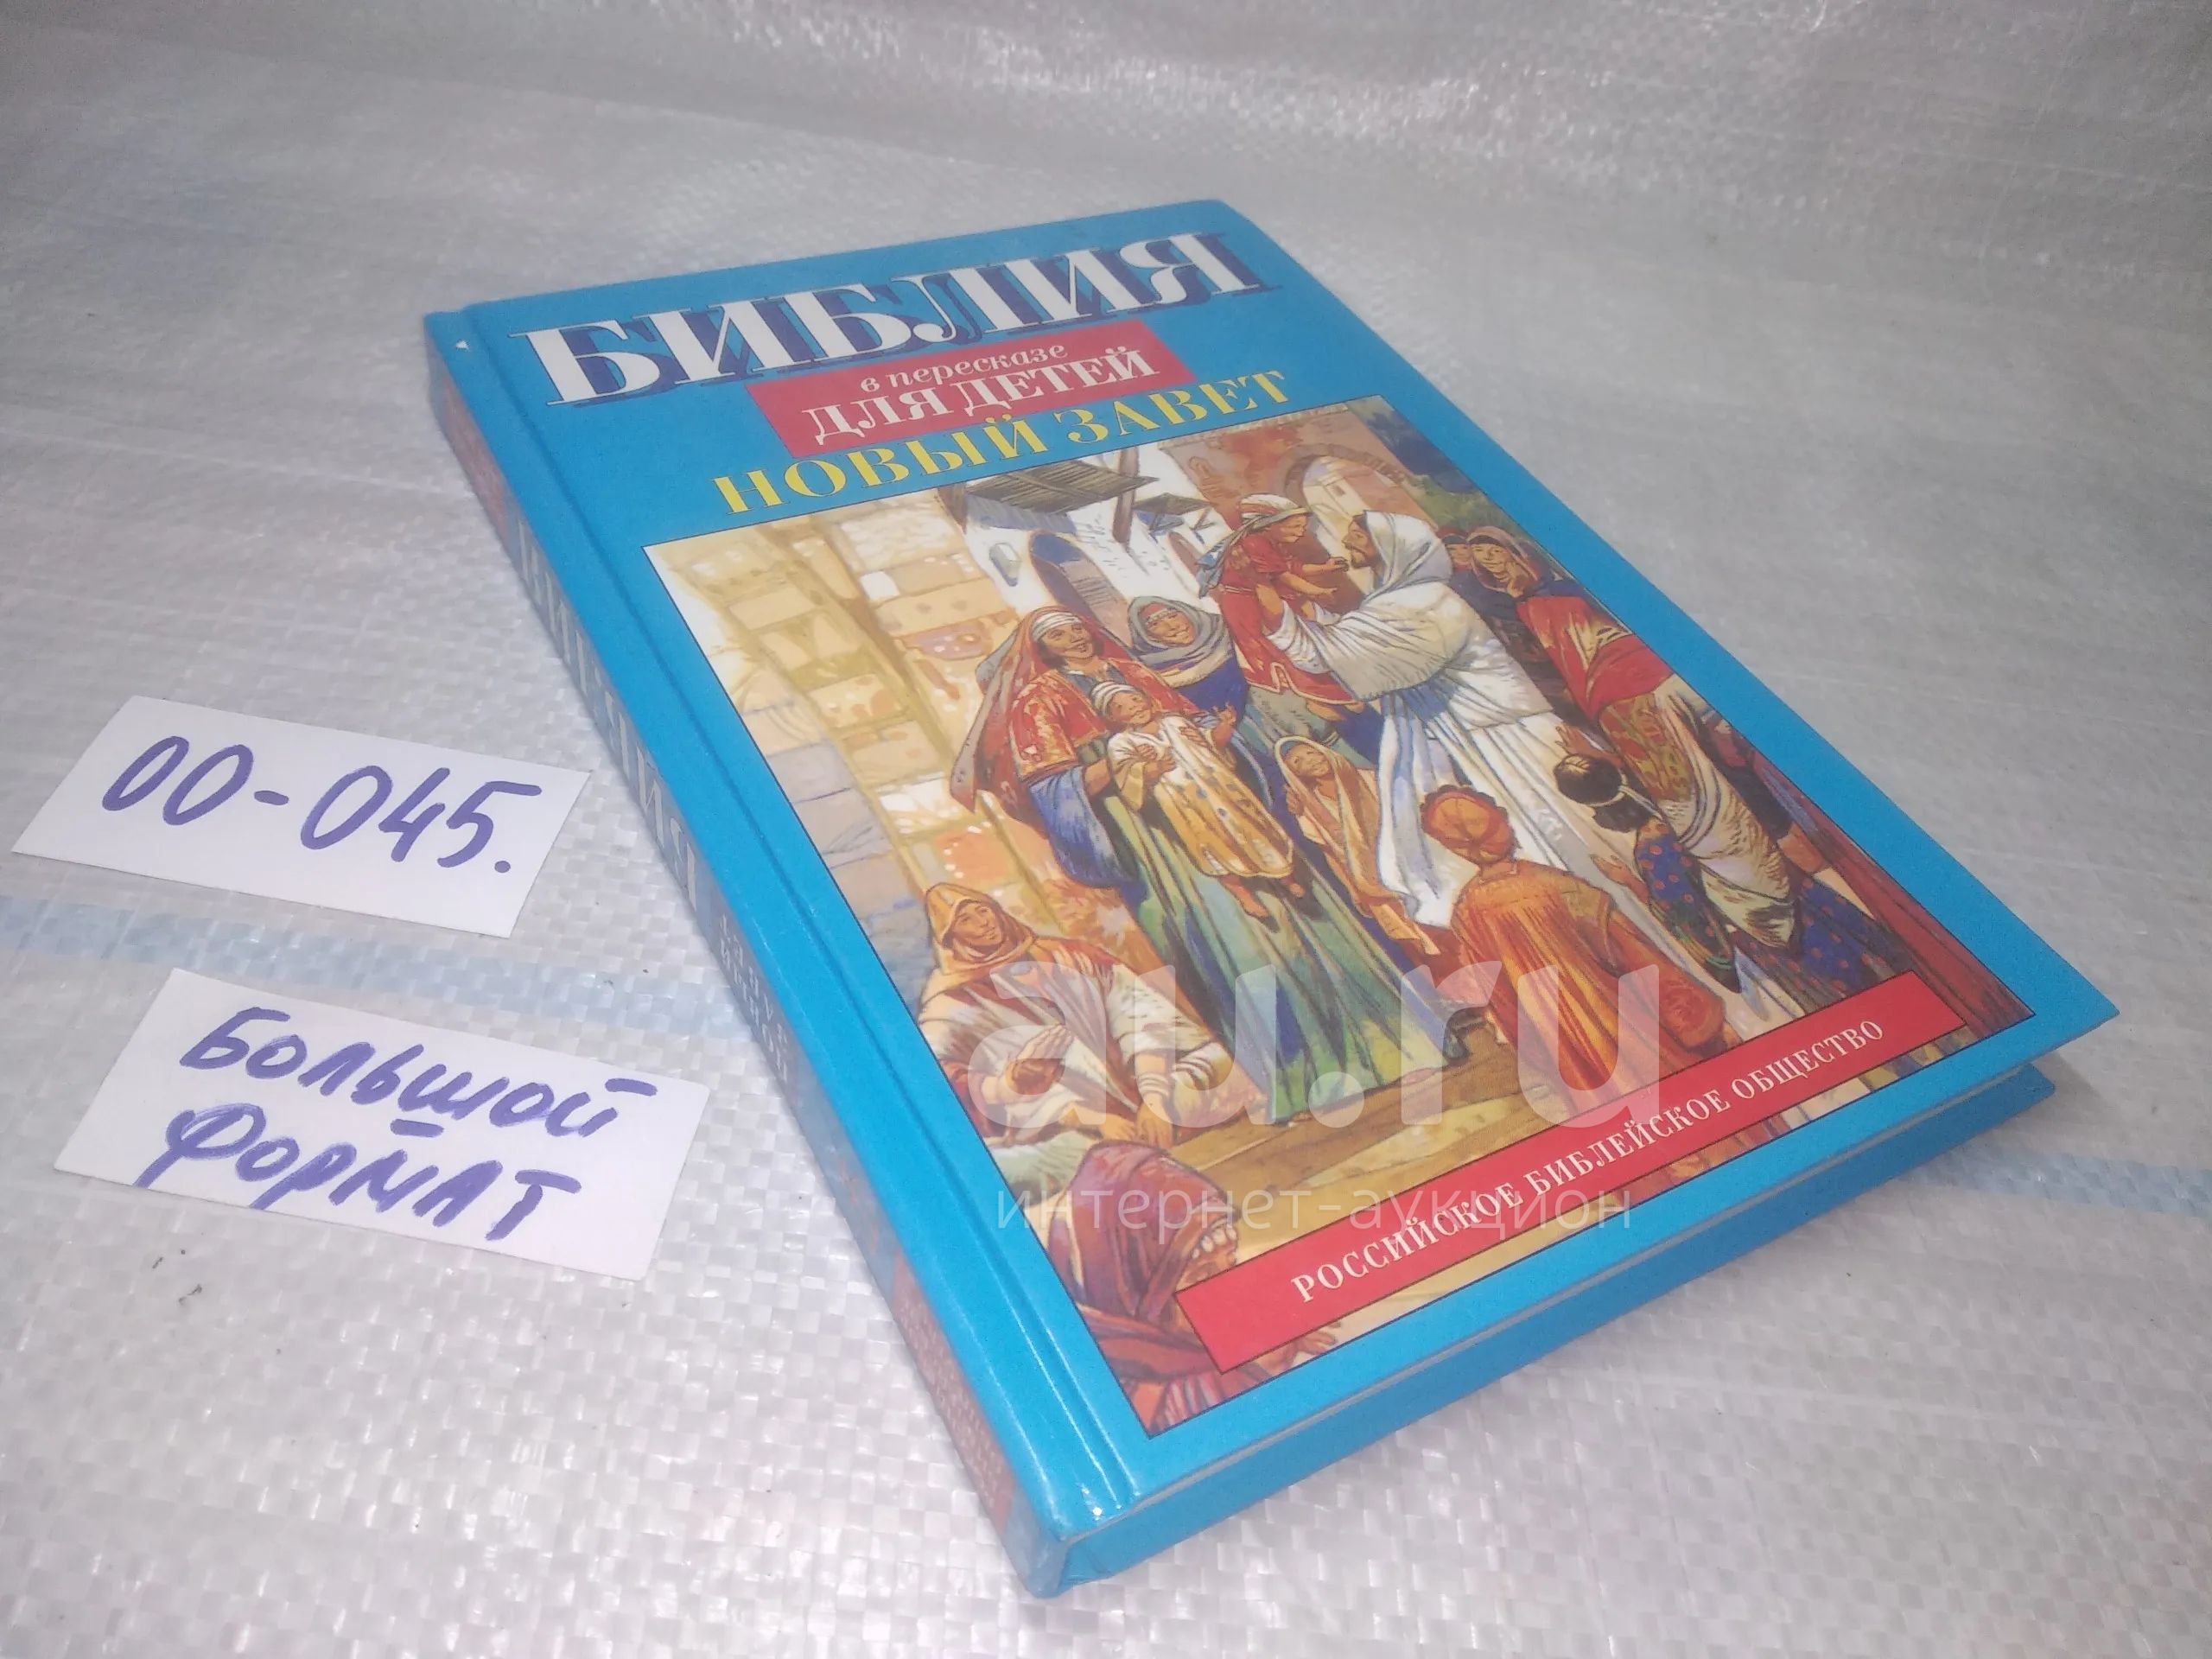 БИБЛИЯ
в пересказе
ДЛЯ ДЕТЕЙ
НОВЫЙ ЗАВЕТ
00-045.
БОЛЬШОЙ
ФОРМАТ
au.ru
интернет-аукцион
РОССИЙСКОЕ БИБЛЕЙСКОЕ ОБЩЕСТВО